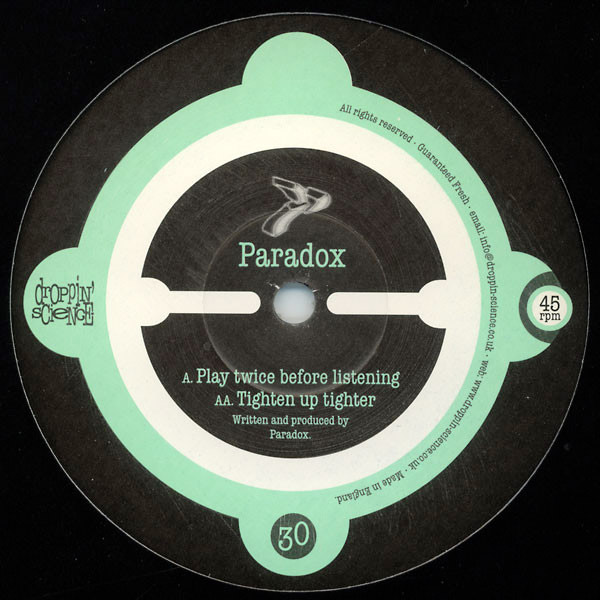 All rights reserved · Guaranteed Fresh · email: info@droppin-science.co.uk · web: www.droppin-science.co.uk · Made in England.
Paradox
droppin'
science
45
rpm
A. Play twice before listening
AA. Tighten up tighter
Written and produced by
Paradox.
30